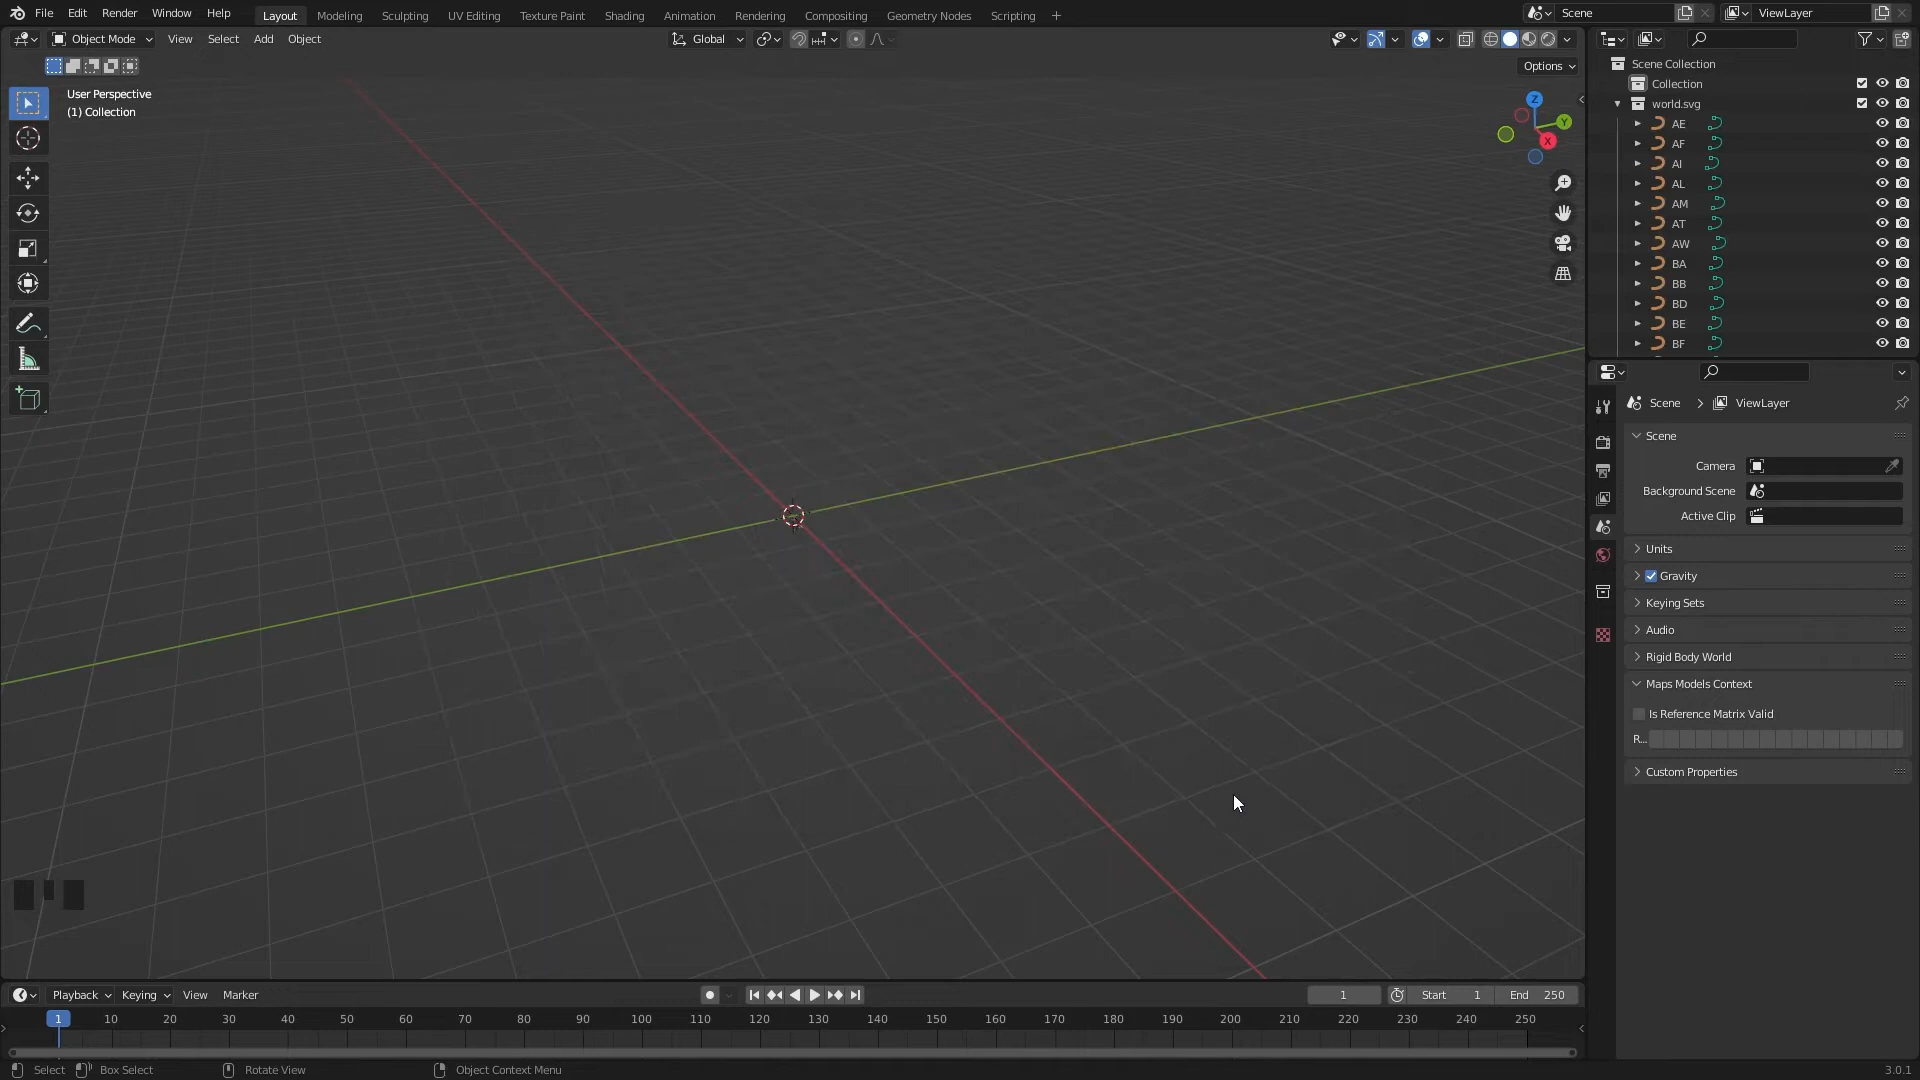 File Edit Render Window Help Layout Modeling Sculpting UV Editing Texture Paint Shading Animation Rendering Compositing Geometry Nodes Scripting + Scene ViewLayer
Object Mode View Select Add Object Global
Options
User Perspective
(1) Collection
Z
Y
X
Scene Collection
Collection
world.svg
AE
AF
AI
AL
AM
AT
AW
BA
BB
BD
BE
BF
Scene > ViewLayer
Scene
Camera
Background Scene
Active Clip
Units
Gravity
Keying Sets
Audio
Rigid Body World
Maps Models Context
Is Reference Matrix Valid
R...
Custom Properties
Playback Keying View Marker 1 Start 1 End 250
1 10 20 30 40 50 60 70 80 90 100 110 120 130 140 150 160 170 180 190 200 210 220 230 240 250
Select Box Select Rotate View Object Context Menu 3.0.1